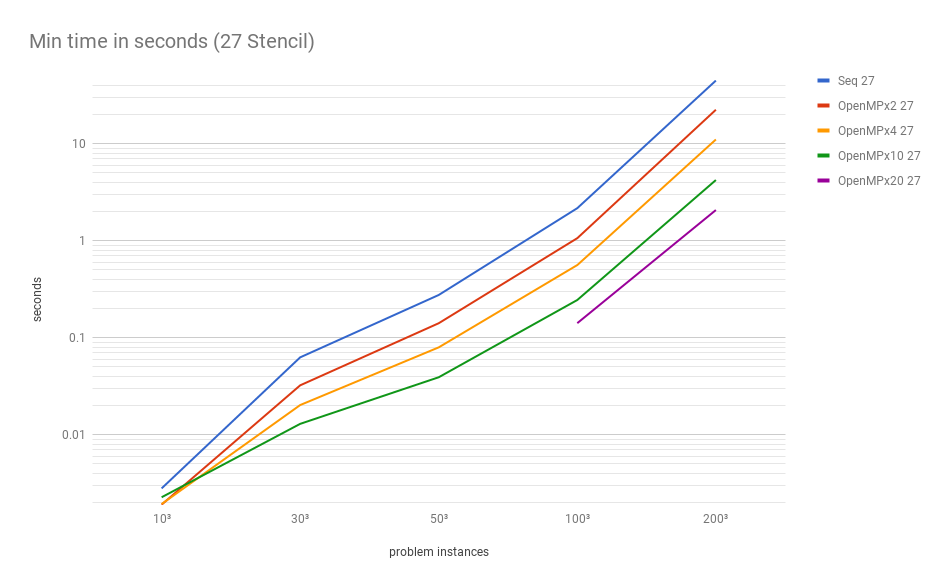 Min time in seconds (27 Stencil)
Seq 27
OpenMPx2 27
OpenMPx4 27
OpenMPx10 27
OpenMPx20 27
10
1
0.1
0.01
seconds
10³
30³
50³
100³
200³
problem instances